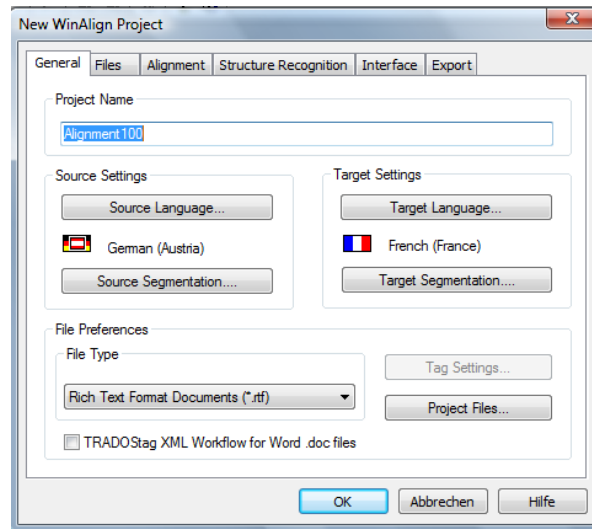 New WinAlign Project
General Files Alignment Structure Recognition Interface Export
Project Name
Alignment100
Source Settings Target Settings
Source Language... Target Language...
German (Austria) French (France)
Source Segmentation.... Target Segmentation....
File Preferences
File Type
Tag Settings...
Rich Text Format Documents (*.rtf)
Project Files...
TRADOStag XML Workflow for Word .doc files
OK Abbrechen Hilfe